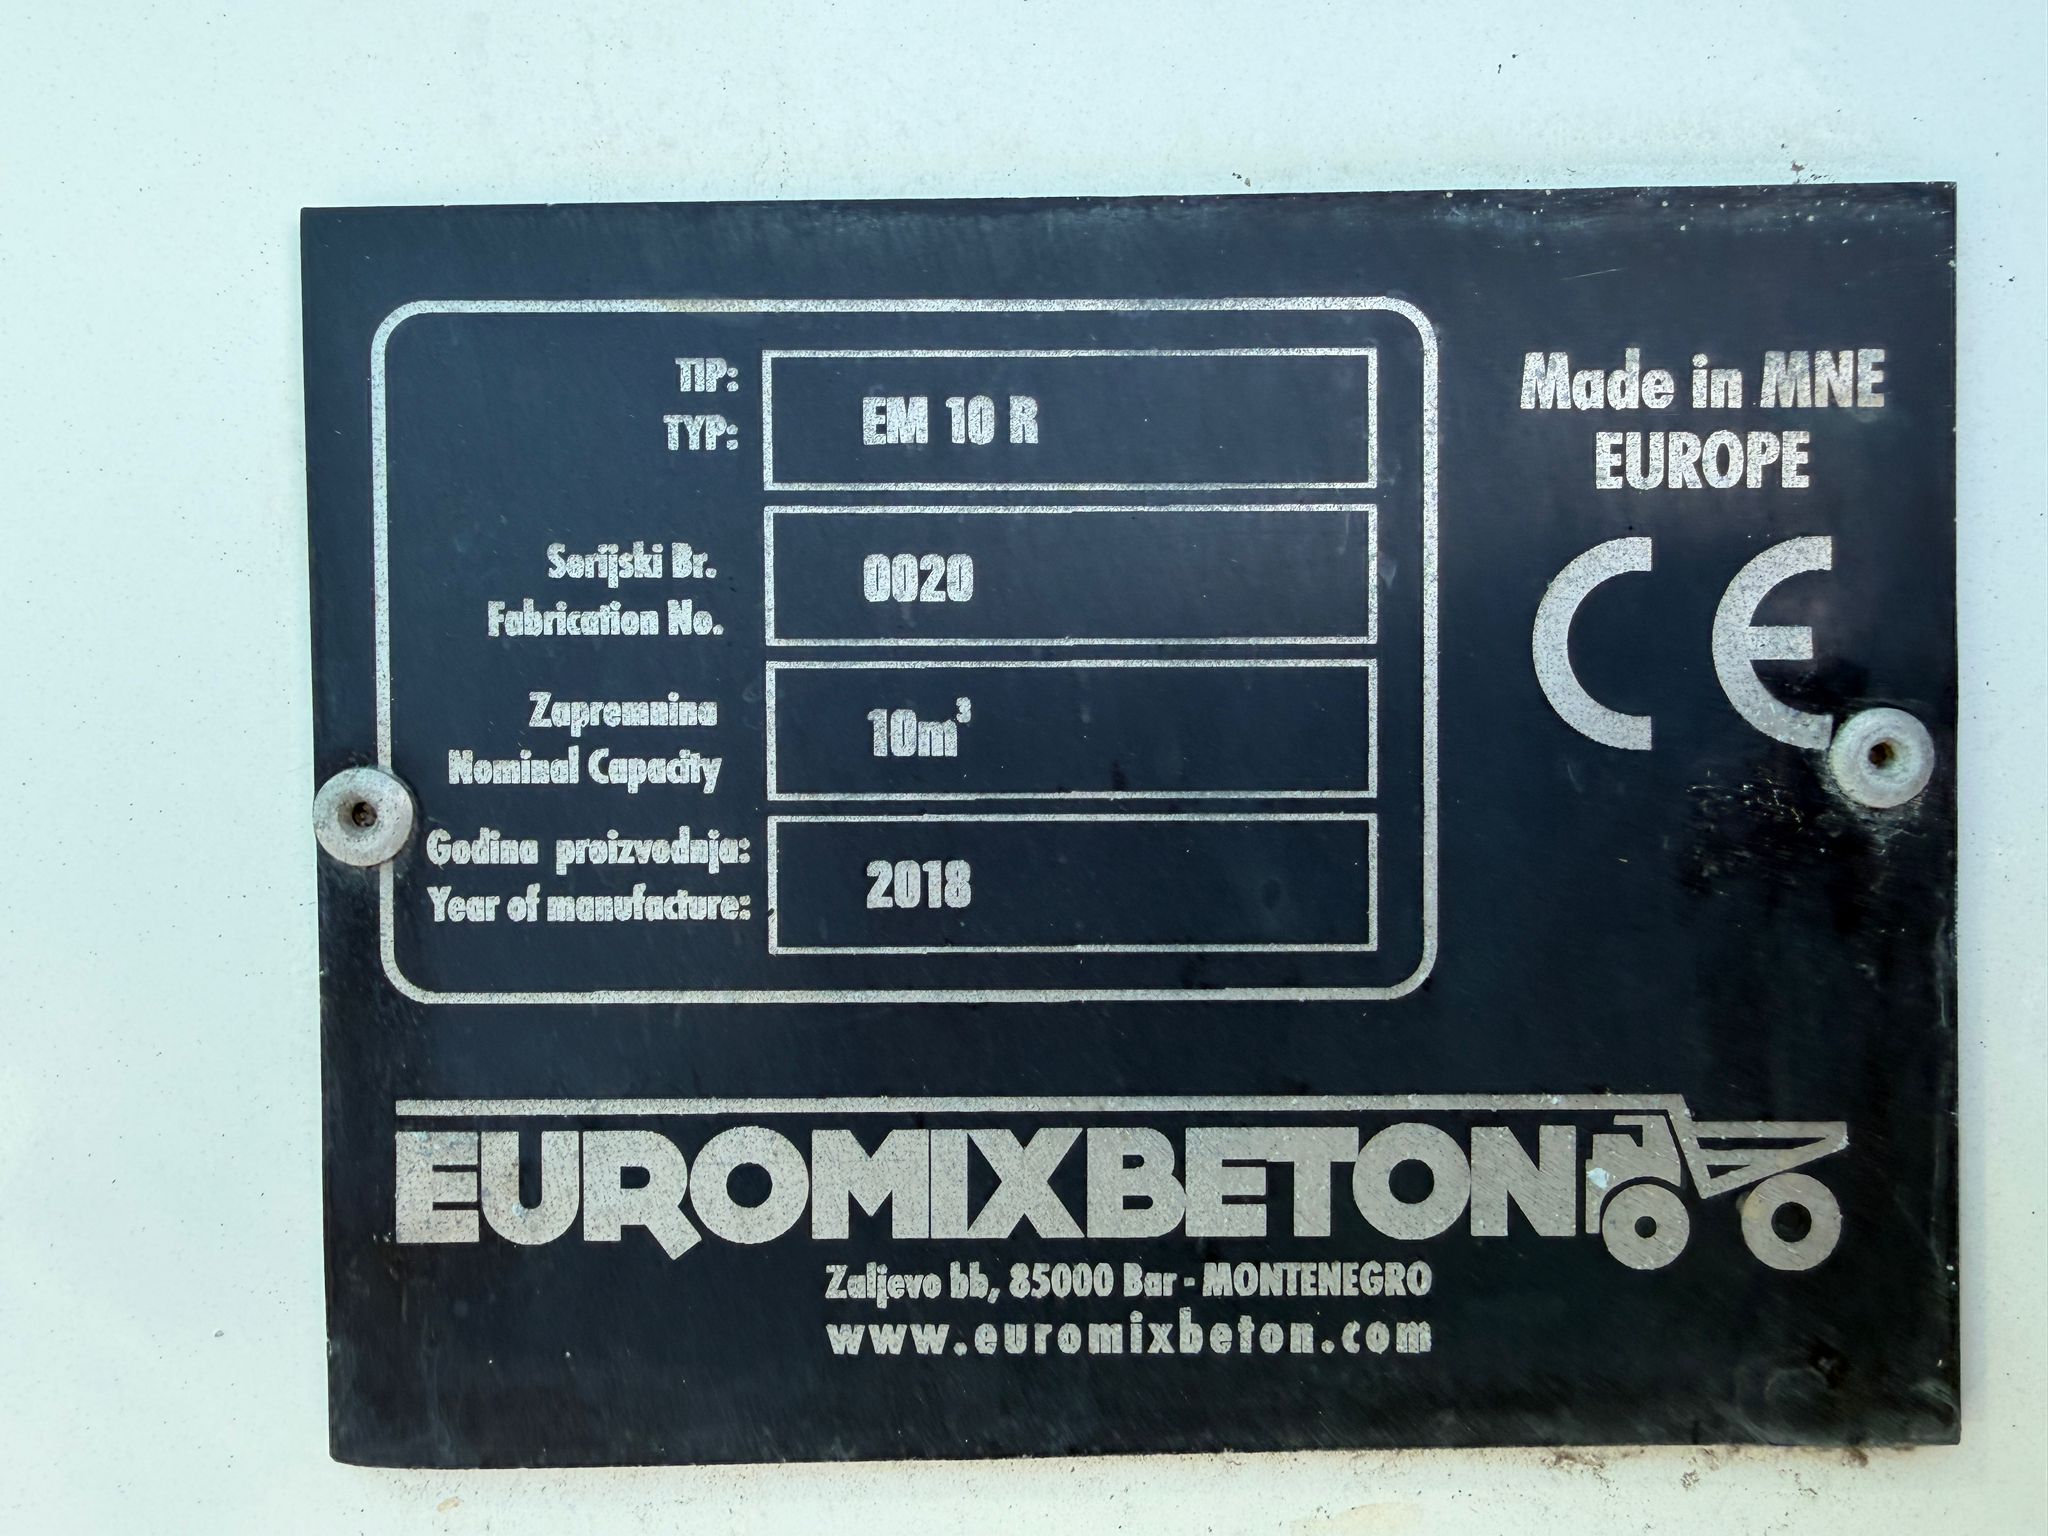 TIP:
TYP:
EM 10 R
Serijski Br.
Fabrication No.
0020
Zapremnina
Nominal Capacity
10m³
Godina proizvodnja:
Year of manufacture:
2018
Made in MNE
EUROPE
CE
EUROMIXBETON
Zaljevo bb, 85000 Bar - MONTENEGRO
www.euromixbeton.com